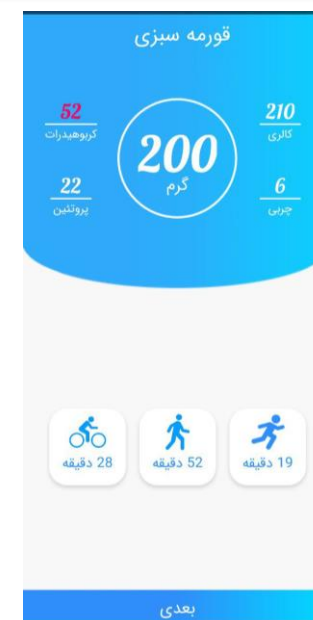 قورمه سبزی
210
کالری
200
گرم
52
کربوهیدرات
6
چربی
22
پروتئین
19 دقیقه
52 دقیقه
28 دقیقه
بعدی